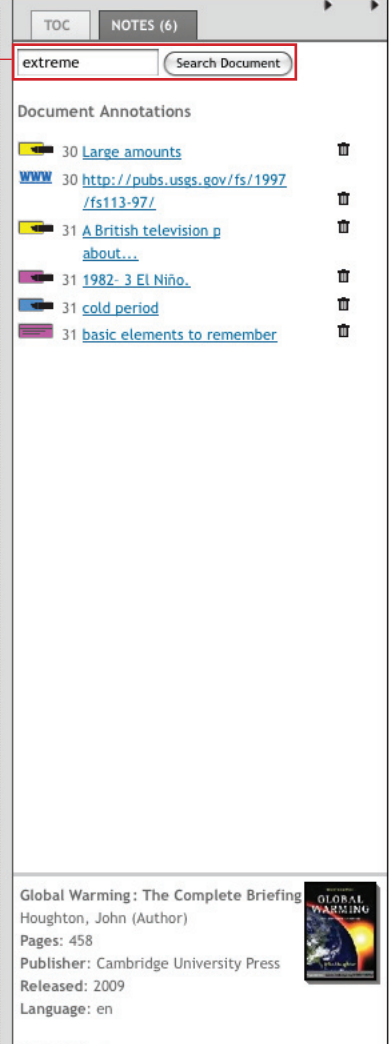 TOC
NOTES (6)
extreme
Search Document
Document Annotations
30 Large amounts
WWW 30 http://pubs.usgs.gov/fs/1997
/fs113-97/
31 A British television p
about...
31 1982- 3 El Niño.
31 cold period
31 basic elements to remember
Global Warming: The Complete Briefing
Houghton, John (Author)
Pages: 458
Publisher: Cambridge University Press
Released: 2009
Language: en
GLOBAL
WARMING